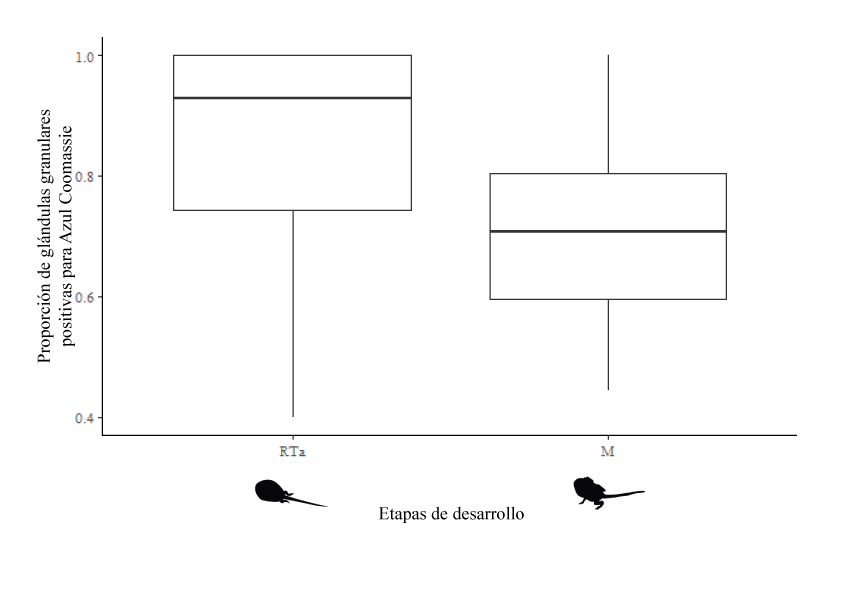 Proporción de glándulas granulares
positivas para Azul Coomassie
1.0
0.8
0.6
0.4
RTa
M
Etapas de desarrollo